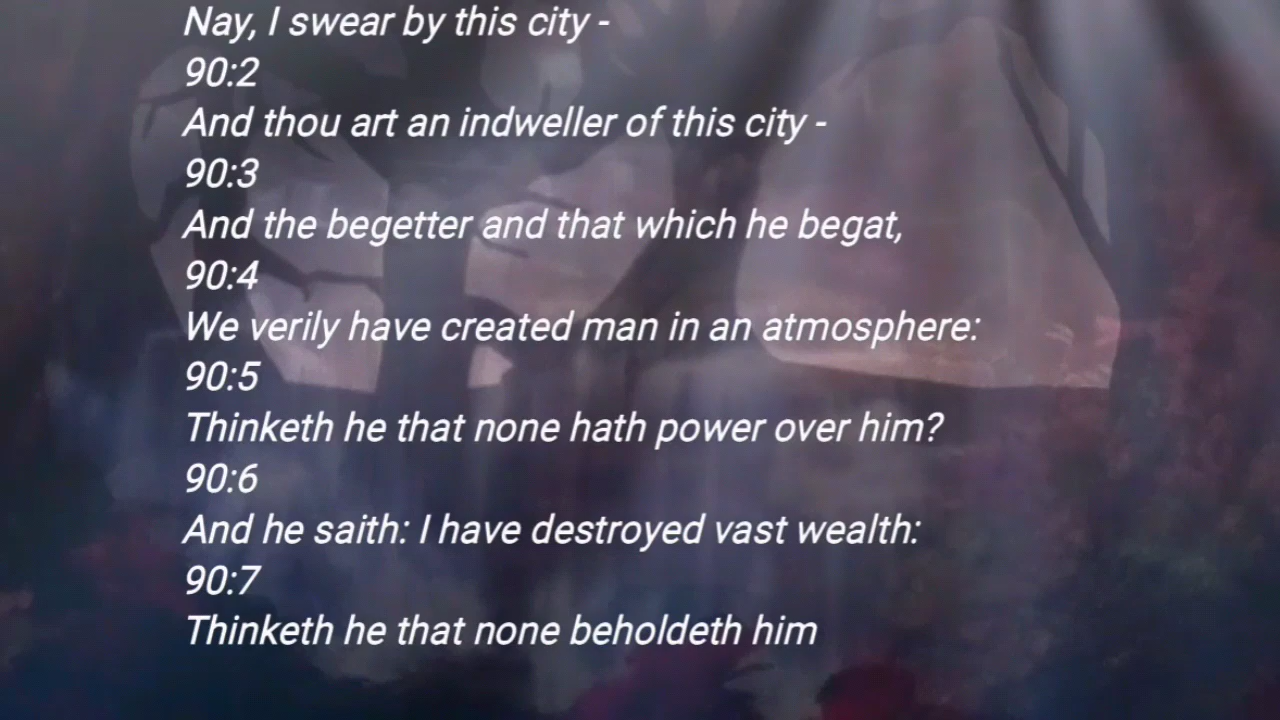 Nay, I swear by this city -
90:2
And thou art an indweller of this city -
90:3
And the begetter and that which he begat,
90:4
We verily have created man in an atmosphere:
90:5
Thinketh he that none hath power over him?
90:6
And he saith: I have destroyed vast wealth:
90:7
Thinketh he that none beholdeth him